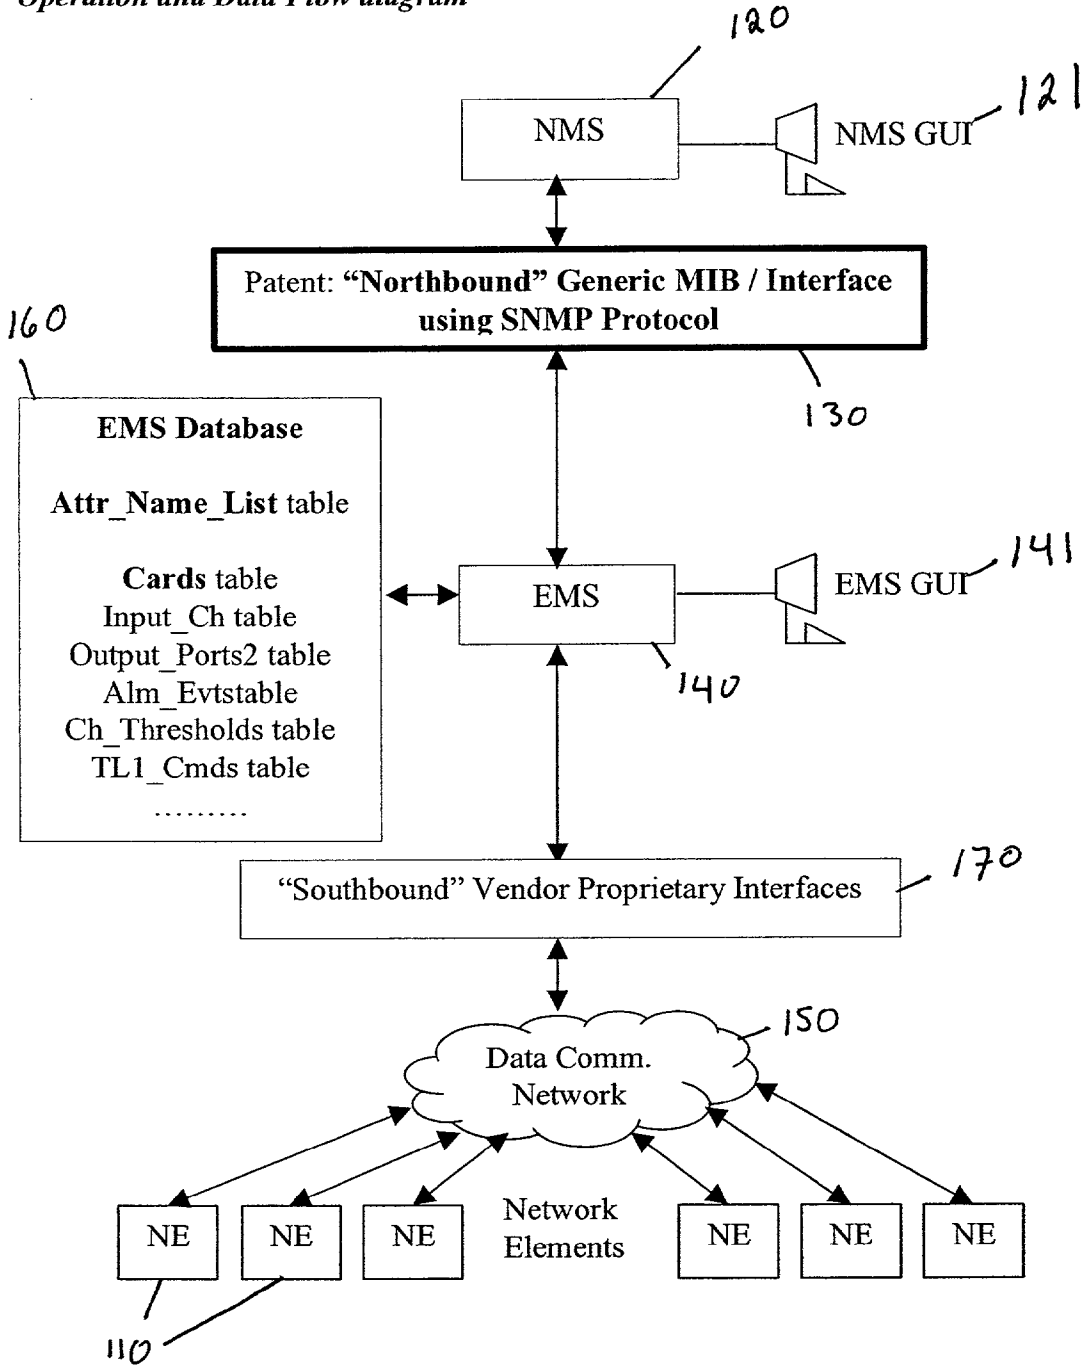 Operation and Data Flow diagram
120
NMS
NMS GUI
121
Patent: “Northbound” Generic MIB / Interface
using SNMP Protocol
160
130
EMS Database
Attr_Name_List table
Cards table
Input_Ch table
Output_Ports2 table
Alm_Evtstable
Ch_Thresholds table
TL1_Cmds table
.........
EMS
EMS GUI
141
140
“Southbound” Vendor Proprietary Interfaces
170
Data Comm.
Network
150
NE
NE
NE
Network
Elements
NE
NE
NE
110